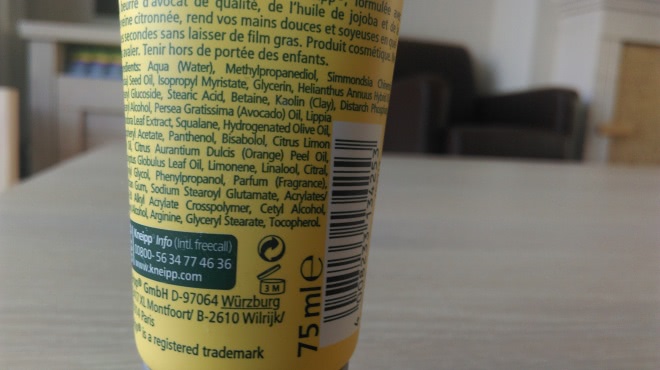 beurre d'avocat de qualité, de l'huile de jojoba et de
citronnée, rend vos mains douces et soyeuses en
secondes sans laisser de film gras. Produit cosmétique.
Tenir hors de portée des enfants.
Aqua (Water), Methylpropanediol, Simmondsia
Seed Oil, Isopropyl Myristate, Glycerin, Helianthus Annuus Hybrid
Glucoside, Stearic Acid, Betaine, Kaolin (Clay), Distarch
Alcohol, Persea Gratissima (Avocado) Oil, Lippia
Leaf Extract, Squalane, Hydrogenated Olive Oil,
Acetate, Panthenol, Bisabolol, Citrus Limon
Citrus Aurantium Dulcis (Orange) Peel Oil,
Globulus Leaf Oil, Limonene, Linalool, Citral,
Glycol, Phenylpropanol, Parfum (Fragrance),
Gum, Sodium Stearoyl Glutamate, Acrylates/
Alkyl Acrylate Crosspolymer, Cetyl Alcohol,
Alcohol, Arginine, Glyceryl Stearate, Tocopherol.
Kneipp® Info (intl. freecall)
00800- 56 34 77 46 36
www.kneipp.com
3 M
GmbH D-97064 Würzburg
XL Montfoort/ B-2610 Wilrijk/
Paris
is a registered trademark
75 ml e